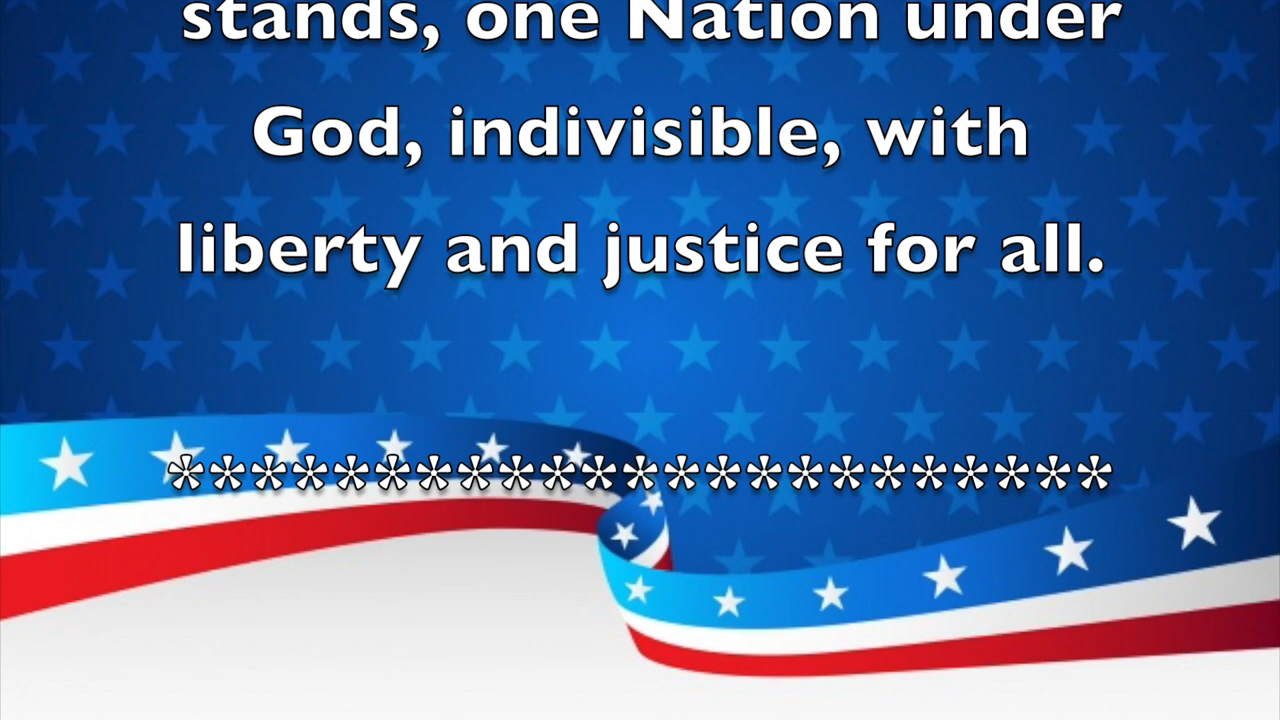 stands, one Nation under
God, indivisible, with
liberty and justice for all.
***********************